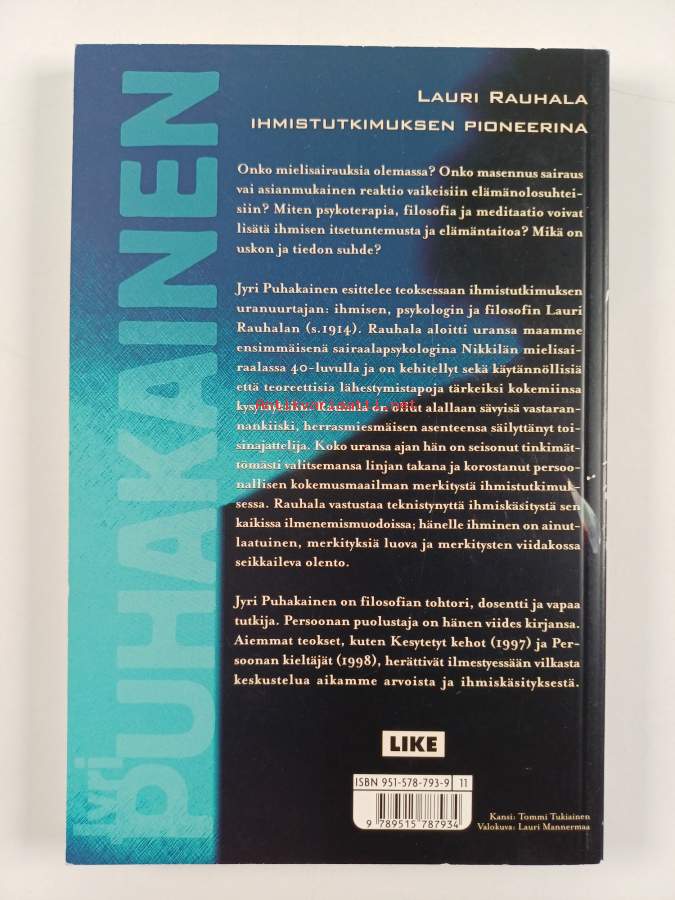 Jyri
PUHAKAINEN
LAURI RAUHALA
IHMISTUTKIMUKSEN PIONEERINA
Onko mielisairauksia olemassa? Onko masennus sairaus
vai asianmukainen reaktio vaikeisiin elämänolosuhtei-
siin? Miten psykoterapia, filosofia ja meditaatio voivat
lisätä ihmisen itsetuntemusta ja elämäntaitoa? Mikä on
uskon ja tiedon suhde?
Jyri Puhakainen esittelee teoksessaan ihmistutkimuksen
uranuurtajan: ihmisen, psykologin ja filosofin Lauri
Rauhalan (s.1914). Rauhala aloitti uransa maamme
ensimmäisenä sairaalapsykologina Nikkilän mielisai-
raalassa 40-luvulla ja on kehitellyt sekä käytännöllisiä
että teoreettisia lähestymistapoja tärkeiksi kokemiinsa
kysymyksiin. Rauhala on ollut alallaan sävyisä vastaran-
Antikvariaatti.net
nankiiski, herrasmiesmäisen asenteensa säilyttänyt toi-
sinajattelija. Koko uransa ajan hän on seisonut tinkimät-
tömästi valitsemansa linjan takana ja korostanut persoo-
nallisen kokemusmaailman merkitystä ihmistutkimuk-
sessa. Rauhala vastustaa teknistynyttä ihmiskäsitystä sen
kaikissa ilmenemismuodoissa; hänelle ihminen on ainut-
laatuinen, merkityksiä luova ja merkitysten viidakossa
seikkaileva olento.
Jyri Puhakainen on filosofian tohtori, dosentti ja vapaa
tutkija. Persoonan puolustaja on hänen viides kirjansa.
Aiemmat teokset, kuten Kesytetyt kehot (1997) ja Per-
soonan kieltäjät (1998), herättivät ilmestyessään vilkasta
keskustelua aikamme arvoista ja ihmiskäsityksestä.
LIKE
ISBN 951-578-793-9 11
9 789515 787934
Kansi: Tommi Tukiainen
Valokuva: Lauri Mannermaa